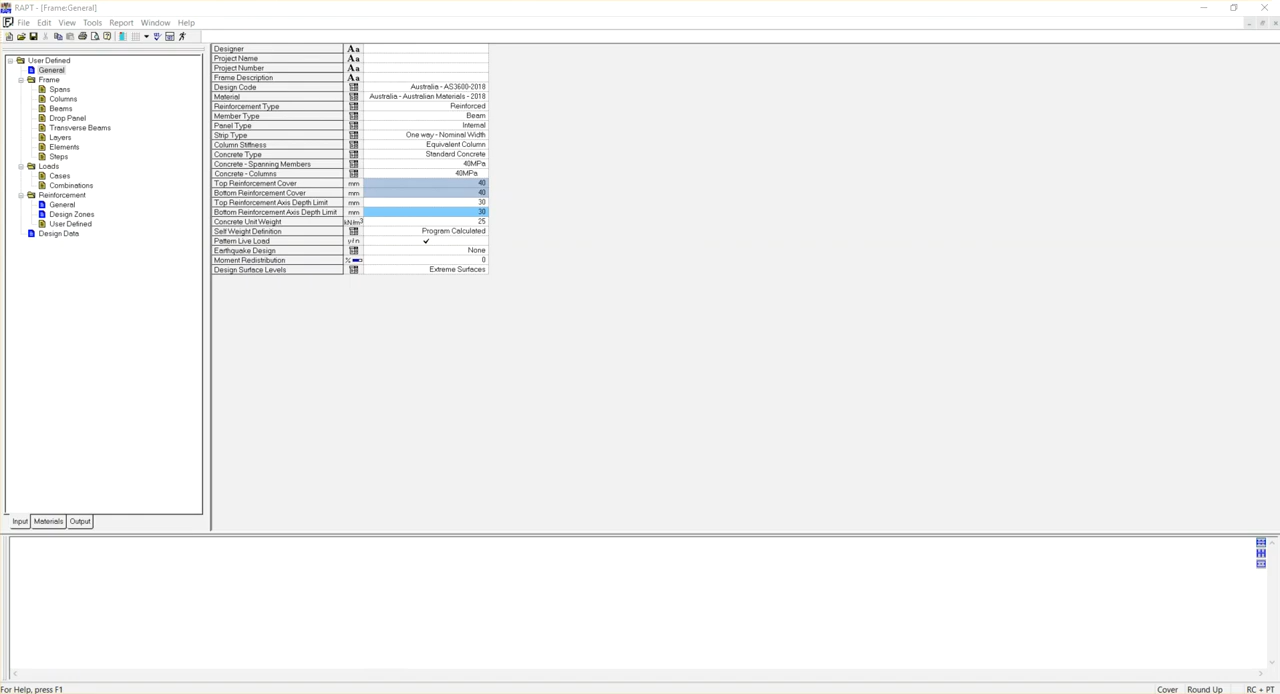 RAPT - [Frame:General]
File Edit View Tools Report Window Help
User Defined
General
Frame
Spans
Columns
Beams
Drop Panel
Transverse Beams
Layers
Elements
Steps
Loads
Cases
Combinations
Reinforcement
General
Design Zones
User Defined
Design Data
Input Materials Output
Designer Aa
Project Name Aa
Project Number Aa
Frame Description Aa
Design Code Australia - AS3600-2018
Material Australia - Australian Materials - 2018
Reinforcement Type Reinforced
Member Type Beam
Panel Type Internal
Strip Type One way - Nominal Width
Column Stiffness Equivalent Column
Concrete Type Standard Concrete
Concrete - Spanning Members 40MPa
Concrete - Columns 40MPa
Top Reinforcement Cover mm 40
Bottom Reinforcement Cover mm 40
Top Reinforcement Axis Depth Limit mm 30
Bottom Reinforcement Axis Depth Limit mm 30
Concrete Unit Weight kN/m³ 25
Self Weight Definition Program Calculated
Pattern Live Load y/n ✓
Earthquake Design None
Moment Redistribution % 0
Design Surface Levels Extreme Surfaces
For Help, press F1 Cover Round Up RC + PT